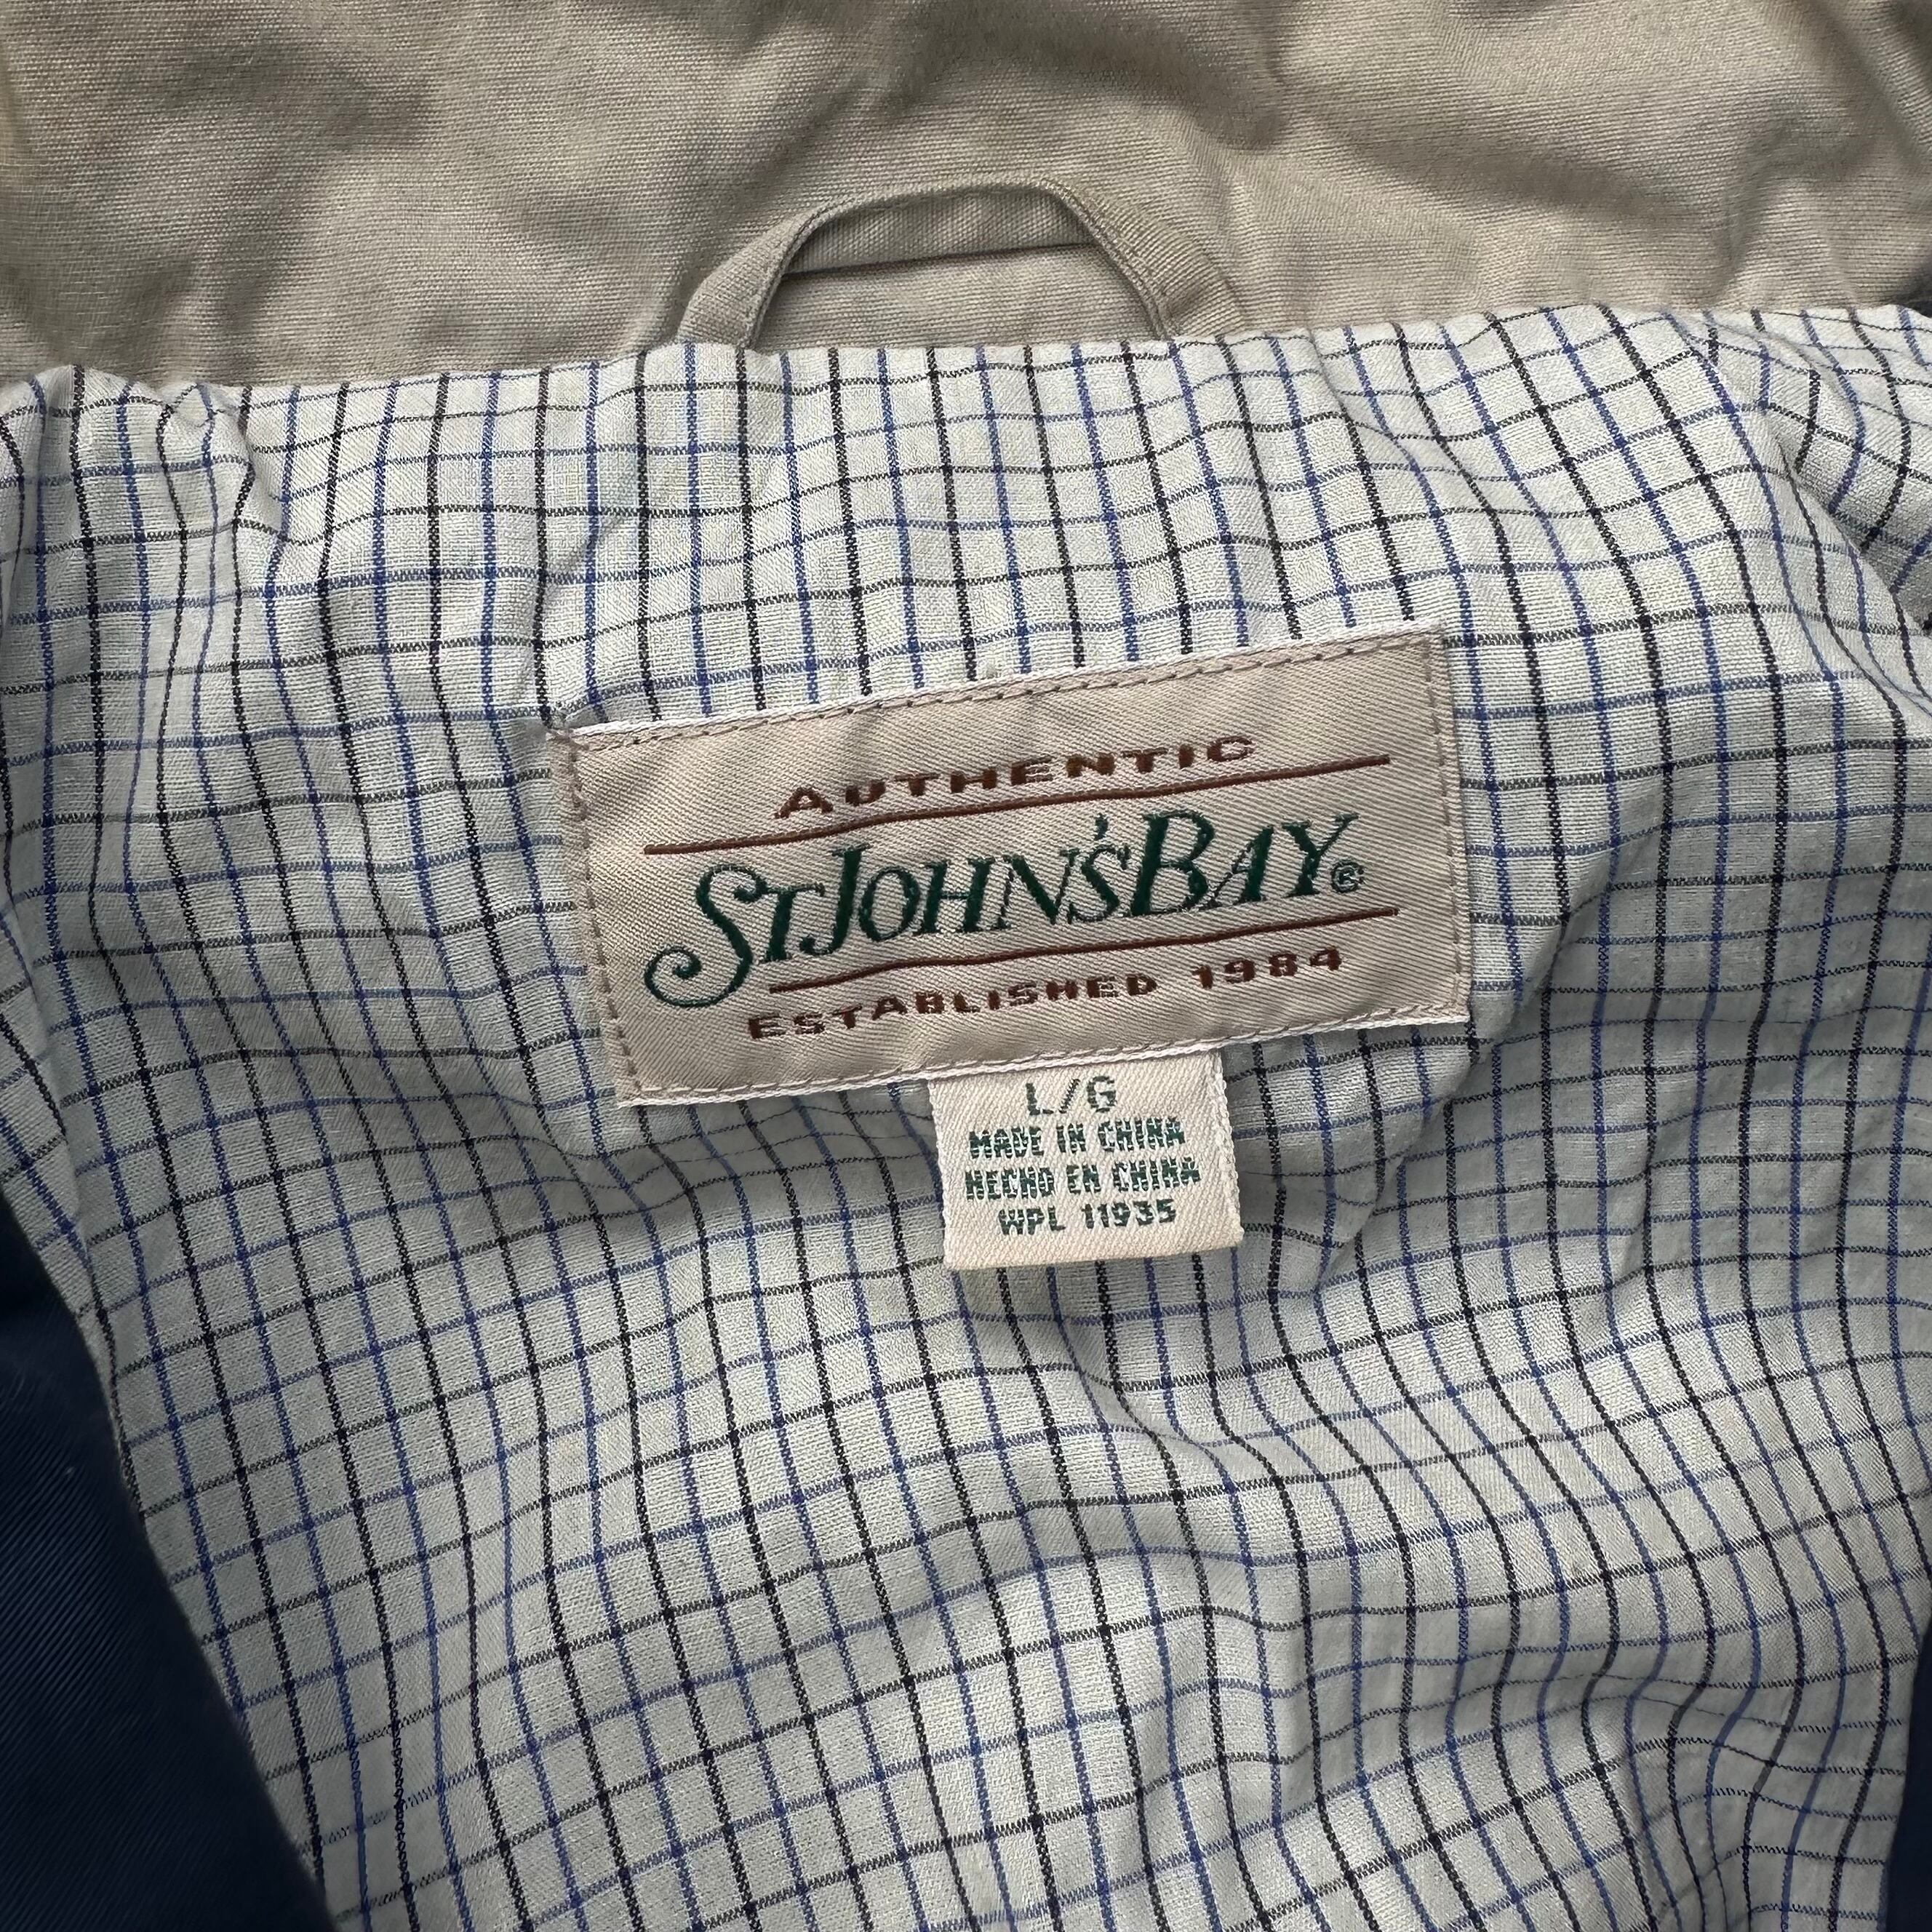 AUTHENTIC
ST JOHN'S BAY®
ESTABLISHED 1984
L/G
MADE IN CHINA
HECHO EN CHINA
WPL 11935